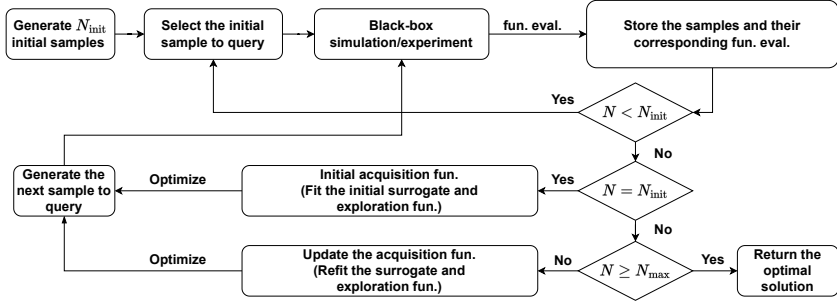 Generate N_init
initial samples
Select the initial
sample to query
Black-box
simulation/experiment
fun. eval.
Store the samples and their
corresponding fun. eval.
Yes
N < N_init
No
Generate the
next sample to
query
Optimize
Initial acquisition fun.
(Fit the initial surrogate and
exploration fun.)
Yes
N = N_init
No
Optimize
Update the acquisition fun.
(Refit the surrogate and
exploration fun.)
No
N ≥ N_max
Yes
Return the
optimal
solution